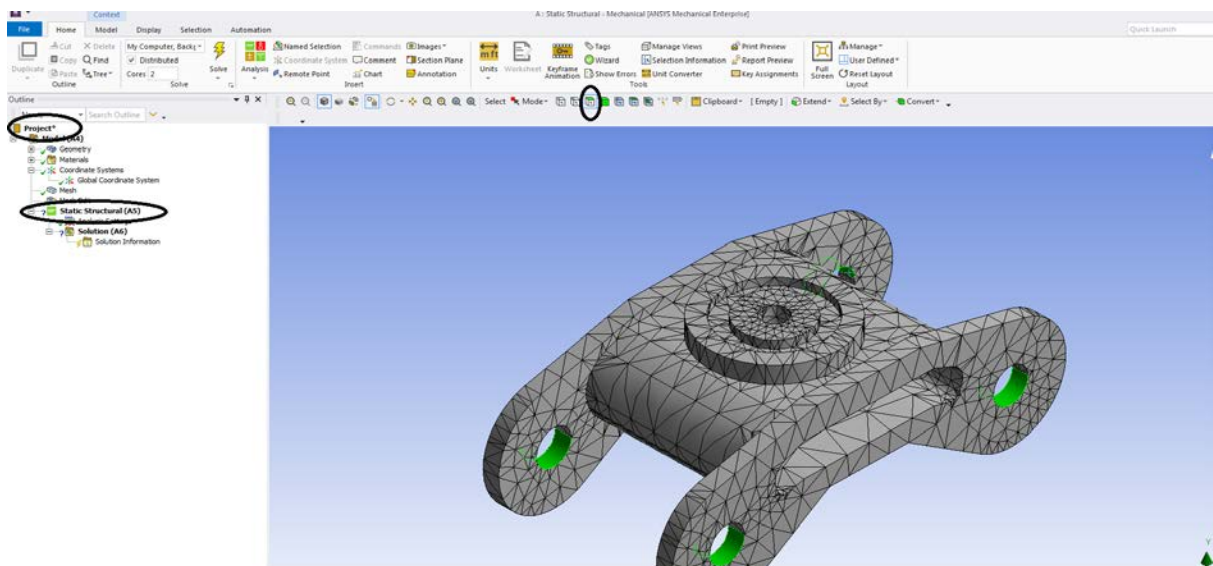 Context
A : Static Structural - Mechanical [ANSYS Mechanical Enterprise]
File Home Model Display Selection Automation
Quick Launch
Duplicate
Cut
Copy
Paste
Delete
Find
Tree
Outline
My Computer, Back
Distributed
Cores 2
Solve
Solve
Analysis
Named Selection
Coordinate System
Remote Point
Commands
Comment
Chart
Images
Section Plane
Annotation
Insert
Units
Worksheet
Keyframe Animation
Tags
Wizard
Show Errors
Manage Views
Selection Information
Unit Converter
Print Preview
Report Preview
Key Assignments
Tools
Full Screen
Manage
User Defined
Reset Layout
Layout
Outline
Select Mode
Clipboard [Empty] Extend Select By Convert
Search Outline
Project*
Model (A4)
Geometry
Materials
Coordinate Systems
Global Coordinate System
Mesh
Static Structural (A5)
Solution (A6)
Solution Information
Y